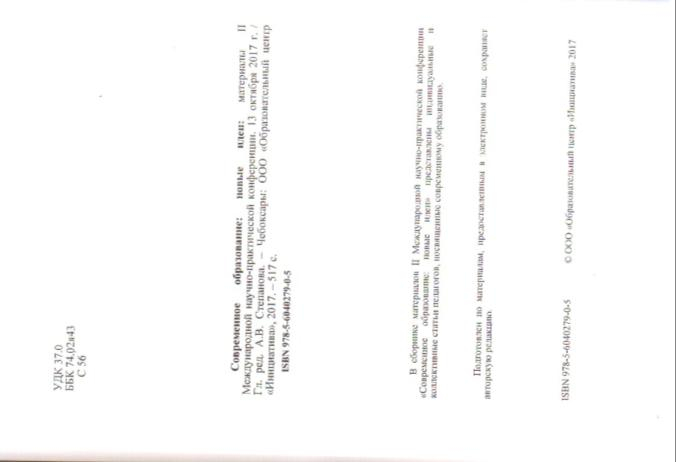 УДК 37.0
ББК 74.02я43
С 56
Современное образование: новые идеи: материалы II
Международной научно-практической конференции. 13 октября 2017 г. /
Гл. ред. А.В. Степанова. – Чебоксары: ООО «Образовательный центр
«Инициатива», 2017. – 517 с.
ISBN 978-5-6040279-0-5
В сборнике материалов II Международной научно-практической конференции
«Современное образование: новые идеи» представлены индивидуальные и
коллективные статьи педагогов, посвященные современному образованию.
Подготовлен по материалам, предоставленным в электронном виде, сохраняет
авторскую редакцию.
ISBN 978-5-6040279-0-5 © ООО «Образовательный центр «Инициатива» 2017